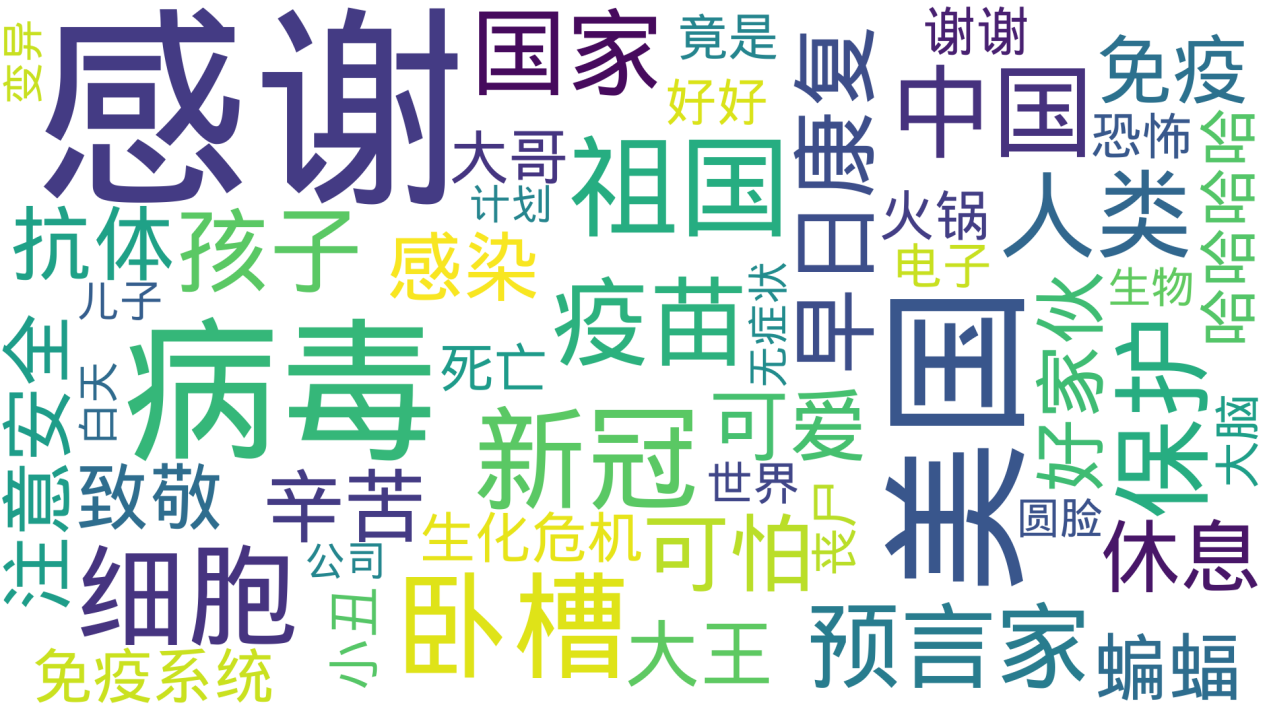 变异
感谢
国家
竟是
好好
大哥
计划
祖国
早日康复
谢谢
中国
免疫
恐怖
哈哈哈哈
火锅
人类
电子
生物
抗体
孩子
感染
儿子
疫苗
无症状
美国
好家伙
保护
大脑
注意安全
白天
病毒
死亡
新冠
可爱
世界
圆脸
休息
致敬
辛苦
生化危机
可怕
丧尸
细胞
公司
小丑
卧槽
大王
预言家
蝙蝠
免疫系统